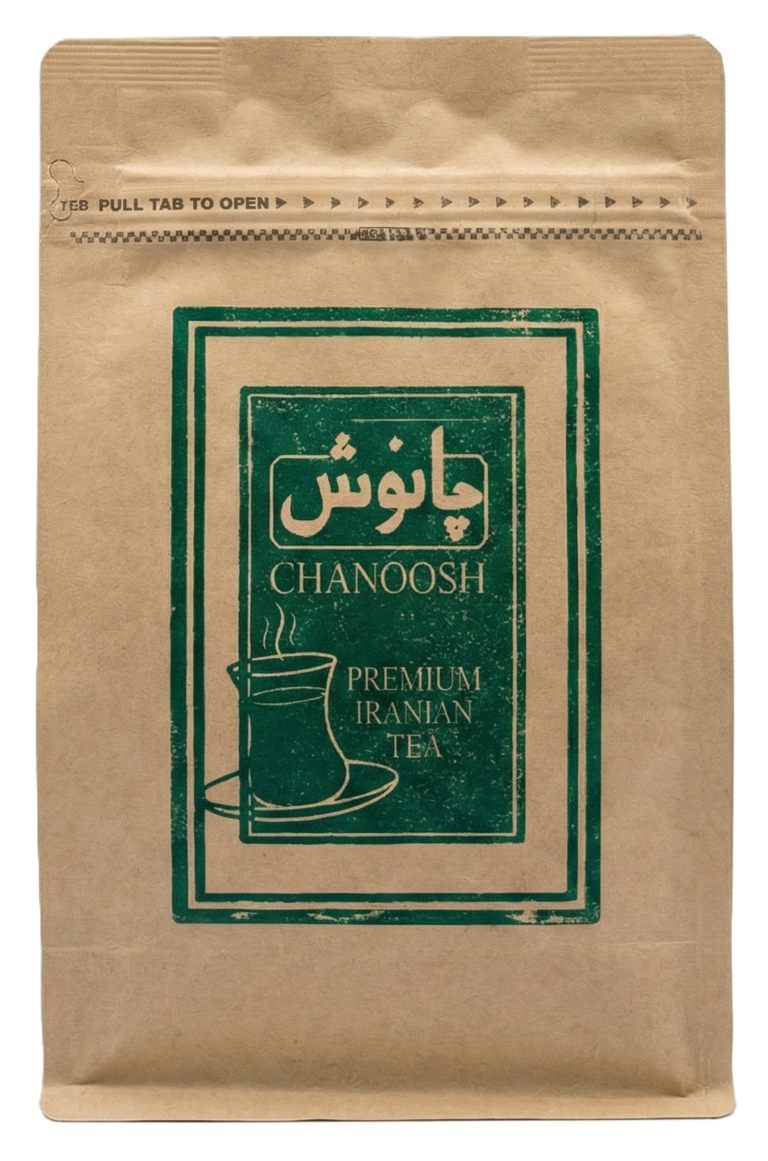 TEB PULL TAB TO OPEN
چانوش
CHANOOSH
PREMIUM
IRANIAN
TEA